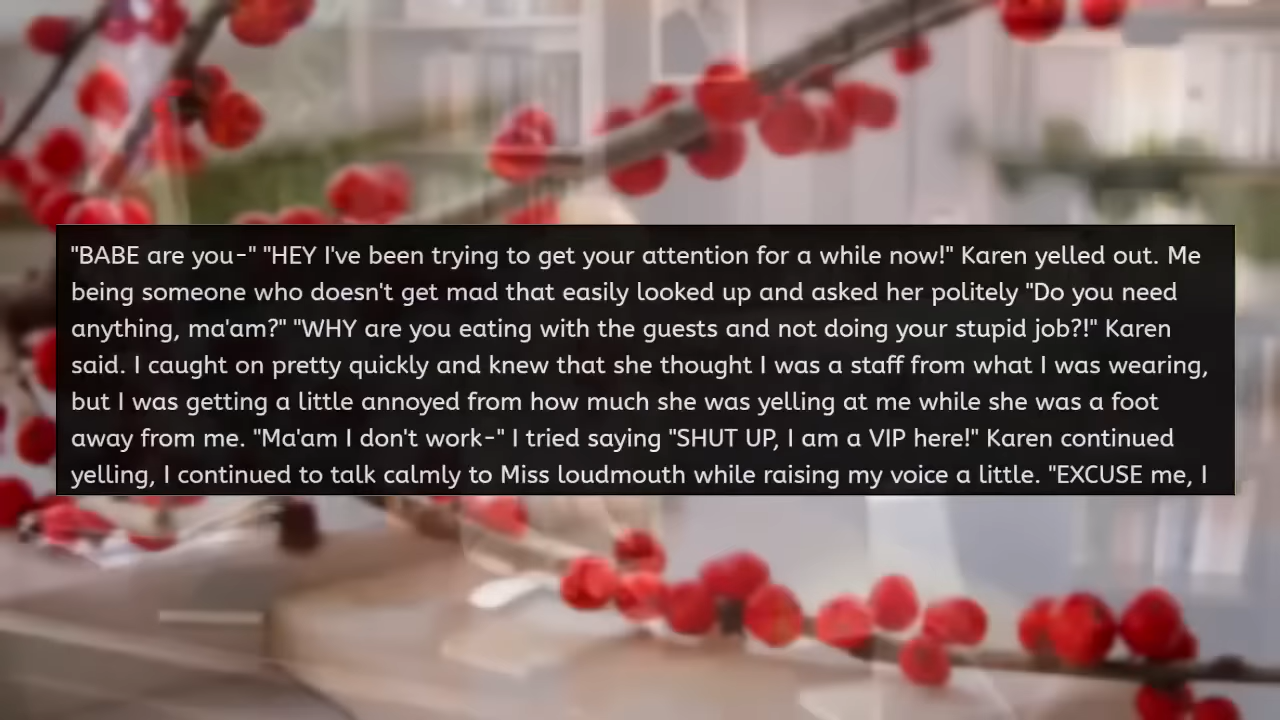 "BABE are you-" "HEY I've been trying to get your attention for a while now!" Karen yelled out. Me
being someone who doesn't get mad that easily looked up and asked her politely "Do you need
anything, ma'am?" "WHY are you eating with the guests and not doing your stupid job?!" Karen
said. I caught on pretty quickly and knew that she thought I was a staff from what I was wearing,
but I was getting a little annoyed from how much she was yelling at me while she was a foot
away from me. "Ma'am I don't work-" I tried saying "SHUT UP, I am a VIP here!" Karen continued
yelling, I continued to talk calmly to Miss loudmouth while raising my voice a little. "EXCUSE me, I